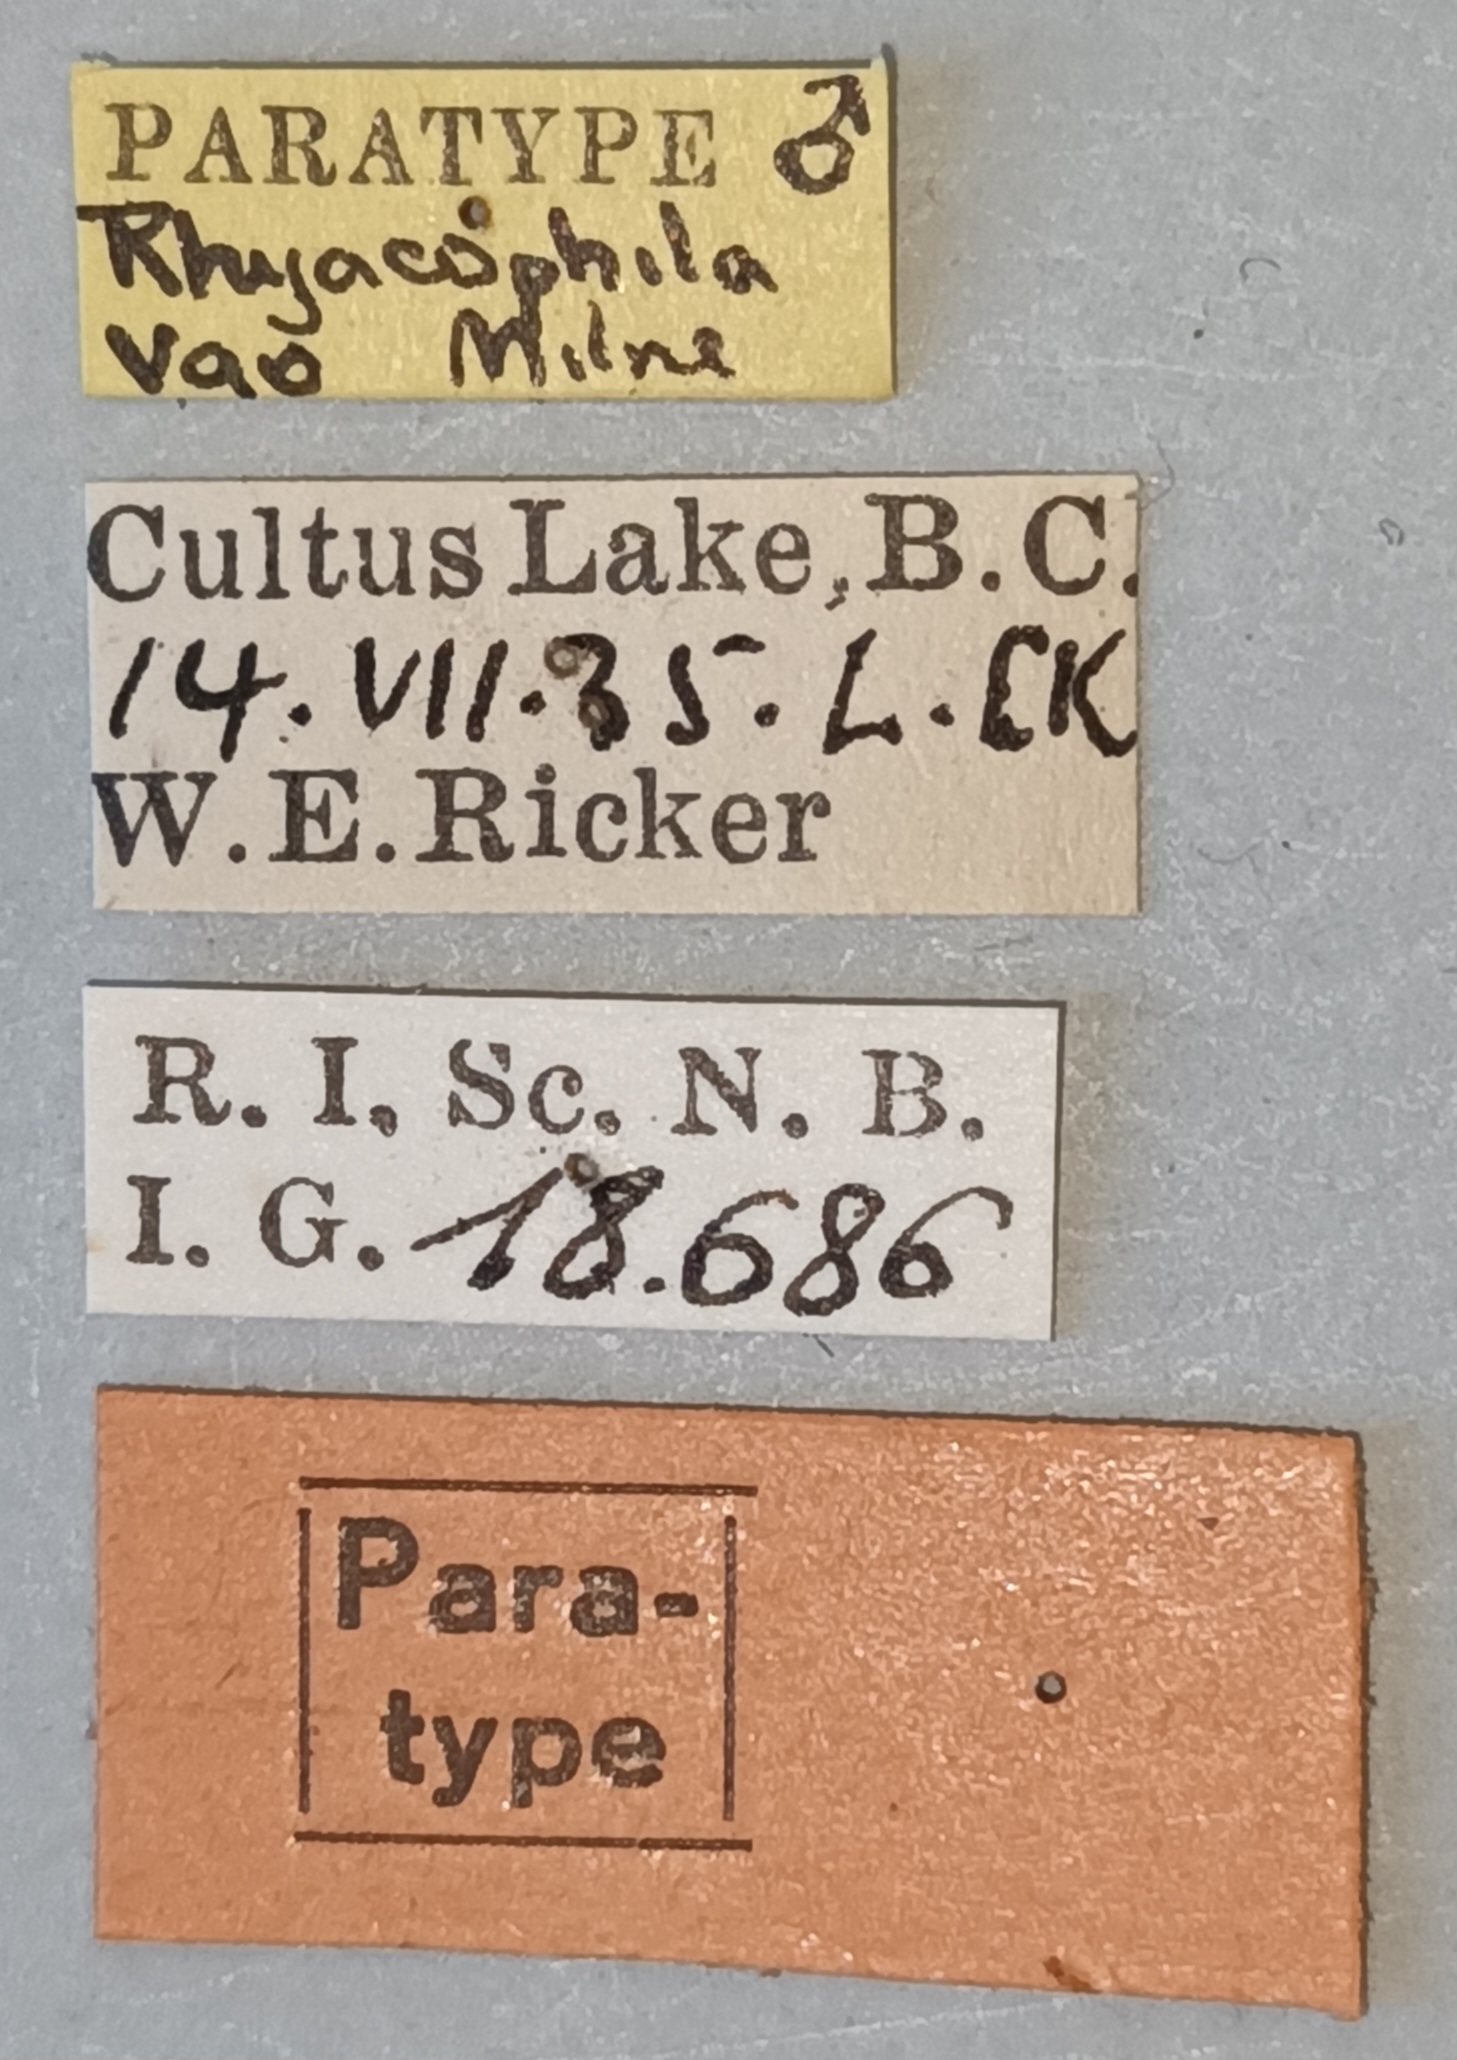 PARATYPE ♂
Rhyacophila
Vao Milne
Cultus Lake, B.C.
14.VII.35. L.CK
W.E.Ricker
R. I. Sc. N. B.
I. G. 18.686
Para-
type